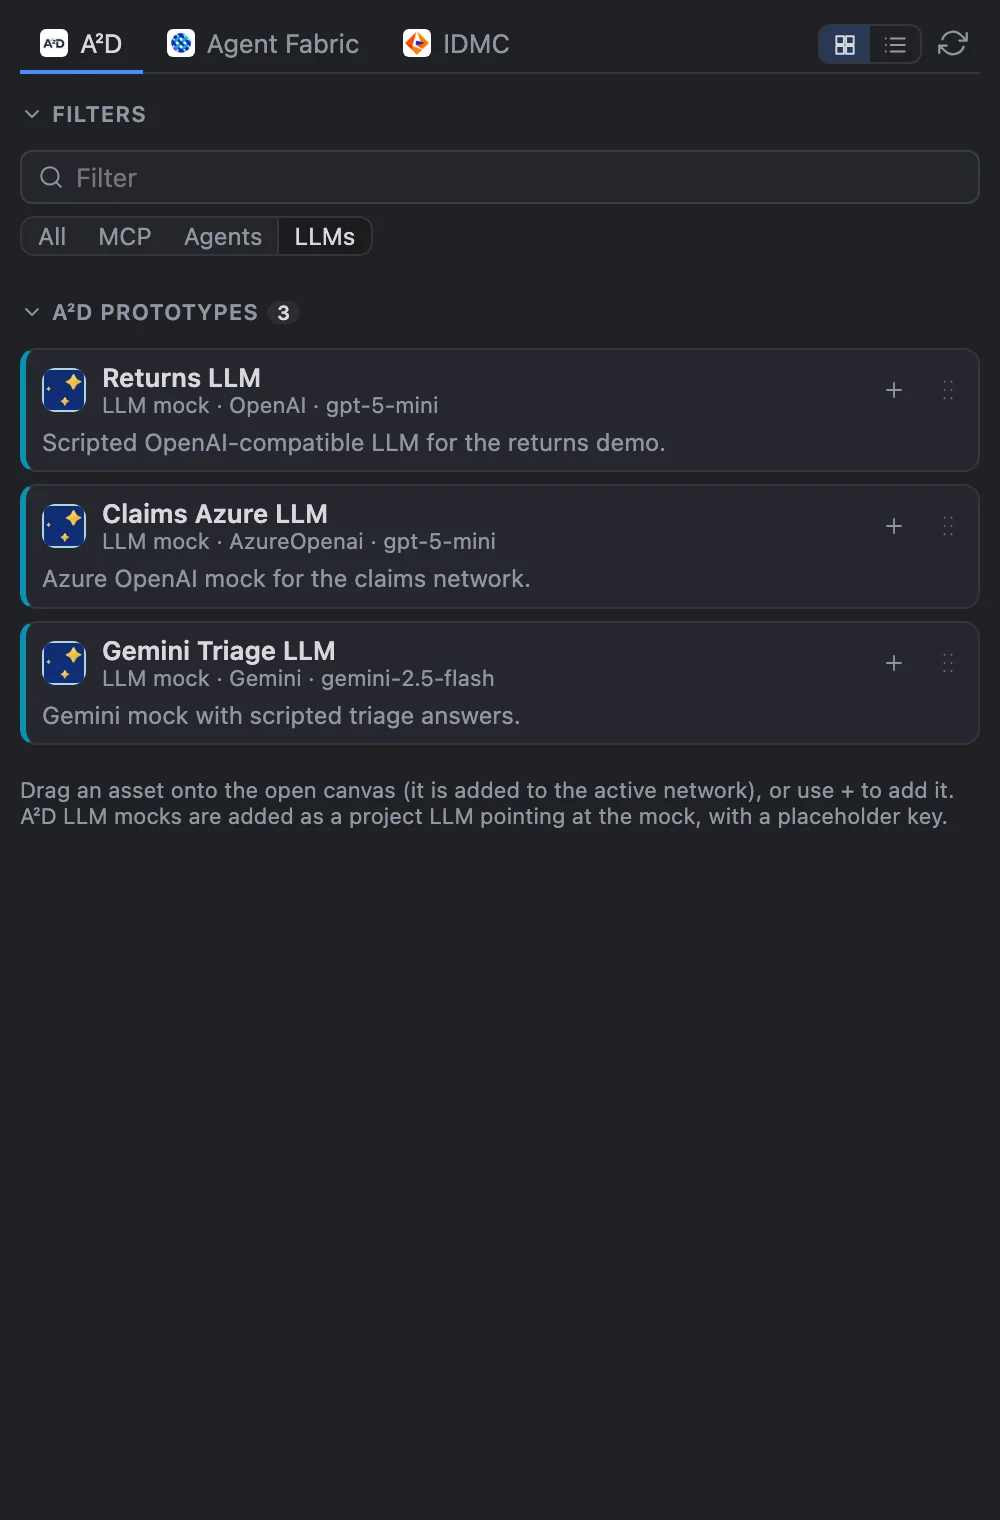 A²D A²D Agent Fabric IDMC
FILTERS
Filter
All MCP Agents LLMs
A²D PROTOTYPES 3
Returns LLM
LLM mock · OpenAI · gpt-5-mini
Scripted OpenAI-compatible LLM for the returns demo.
Claims Azure LLM
LLM mock · AzureOpenai · gpt-5-mini
Azure OpenAI mock for the claims network.
Gemini Triage LLM
LLM mock · Gemini · gemini-2.5-flash
Gemini mock with scripted triage answers.
Drag an asset onto the open canvas (it is added to the active network), or use + to add it.
A²D LLM mocks are added as a project LLM pointing at the mock, with a placeholder key.